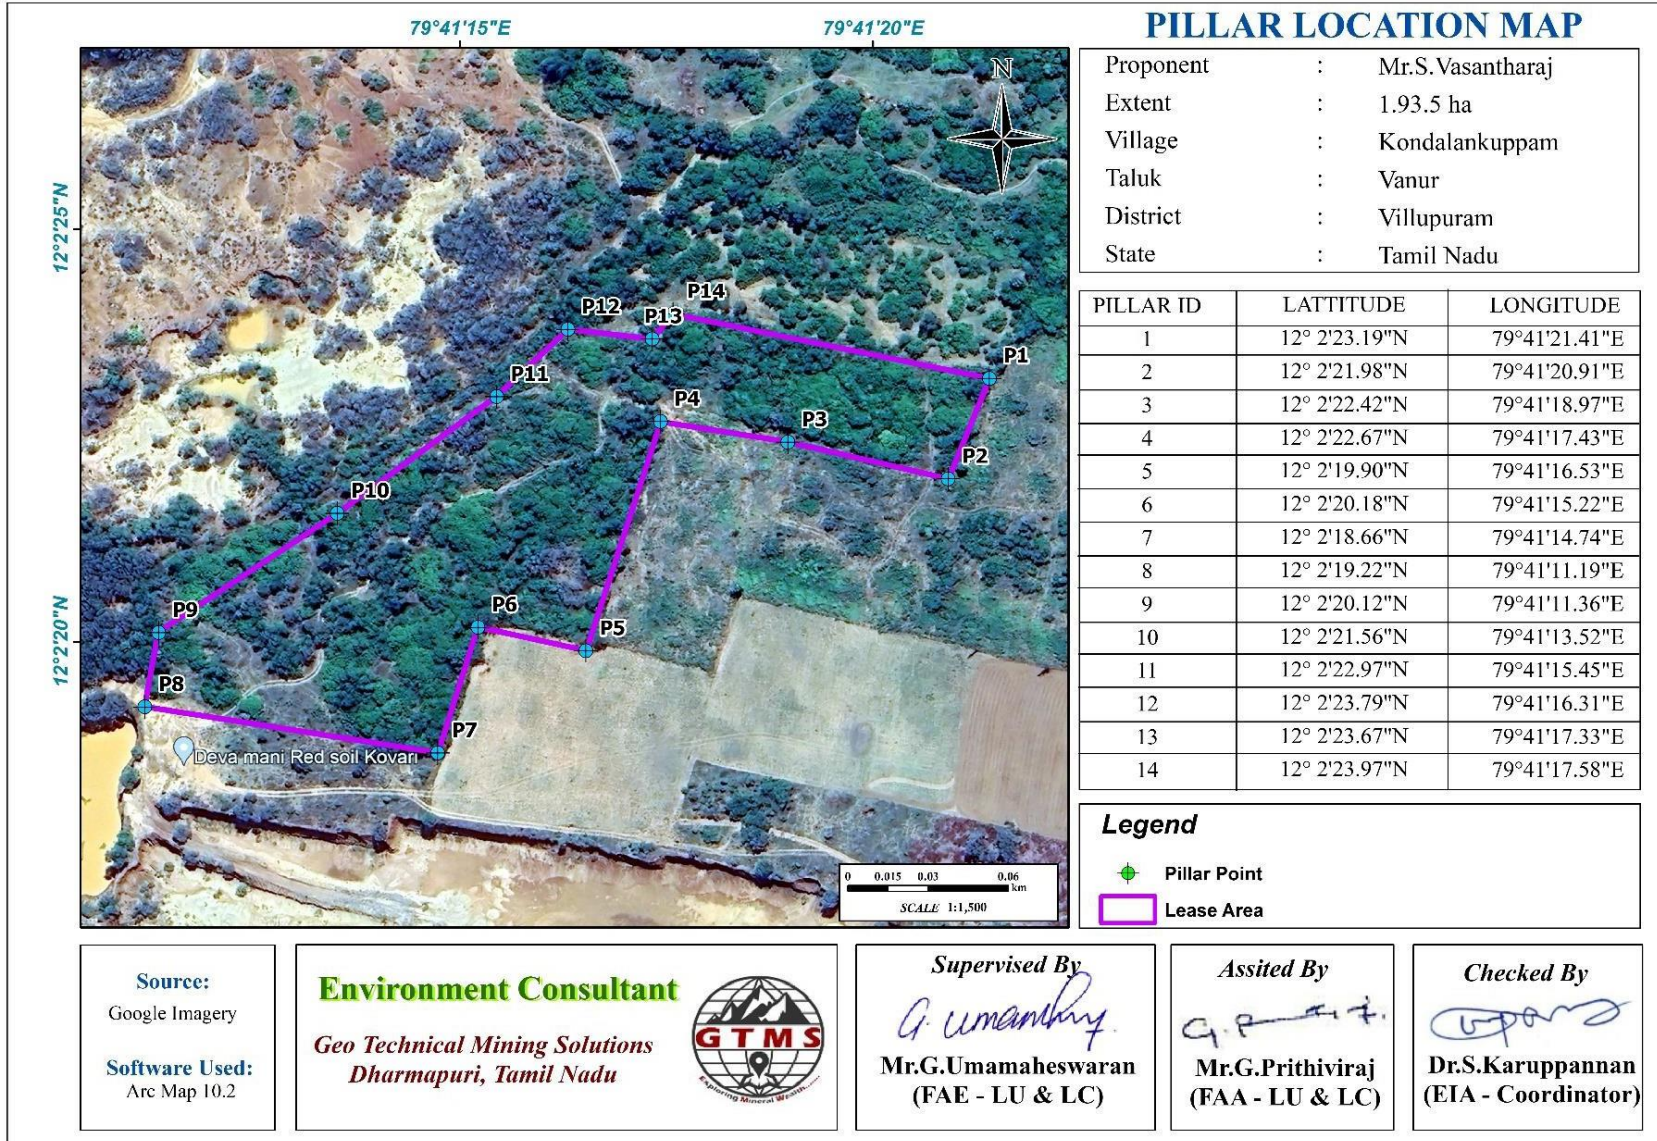 PILLAR LOCATION MAP
79°41'15"E 79°41'20"E
12°2'25"N
12°2'20"N
N
P14
P12
P13
P1
P11
P4
P3
P2
P10
P9
P6
P5
P8
P7
Deva mani Red soil Kovari
0 0.015 0.03 0.06
km
SCALE 1:1,500
Proponent : Mr.S.Vasantharaj
Extent : 1.93.5 ha
Village : Kondalankuppam
Taluk : Vanur
District : Villupuram
State : Tamil Nadu
PILLAR ID LATTITUDE LONGITUDE
1 12° 2'23.19"N 79°41'21.41"E
2 12° 2'21.98"N 79°41'20.91"E
3 12° 2'22.42"N 79°41'18.97"E
4 12° 2'22.67"N 79°41'17.43"E
5 12° 2'19.90"N 79°41'16.53"E
6 12° 2'20.18"N 79°41'15.22"E
7 12° 2'18.66"N 79°41'14.74"E
8 12° 2'19.22"N 79°41'11.19"E
9 12° 2'20.12"N 79°41'11.36"E
10 12° 2'21.56"N 79°41'13.52"E
11 12° 2'22.97"N 79°41'15.45"E
12 12° 2'23.79"N 79°41'16.31"E
13 12° 2'23.67"N 79°41'17.33"E
14 12° 2'23.97"N 79°41'17.58"E
Legend
Pillar Point
Lease Area
Source:
Google Imagery
Software Used:
Arc Map 10.2
Environment Consultant
Geo Technical Mining Solutions
Dharmapuri, Tamil Nadu
GTMS
Exploring Mineral Wealth......
Supervised By
Mr.G.Umamaheswaran
(FAE - LU & LC)
Assited By
Mr.G.Prithiviraj
(FAA - LU & LC)
Checked By
Dr.S.Karuppannan
(EIA - Coordinator)